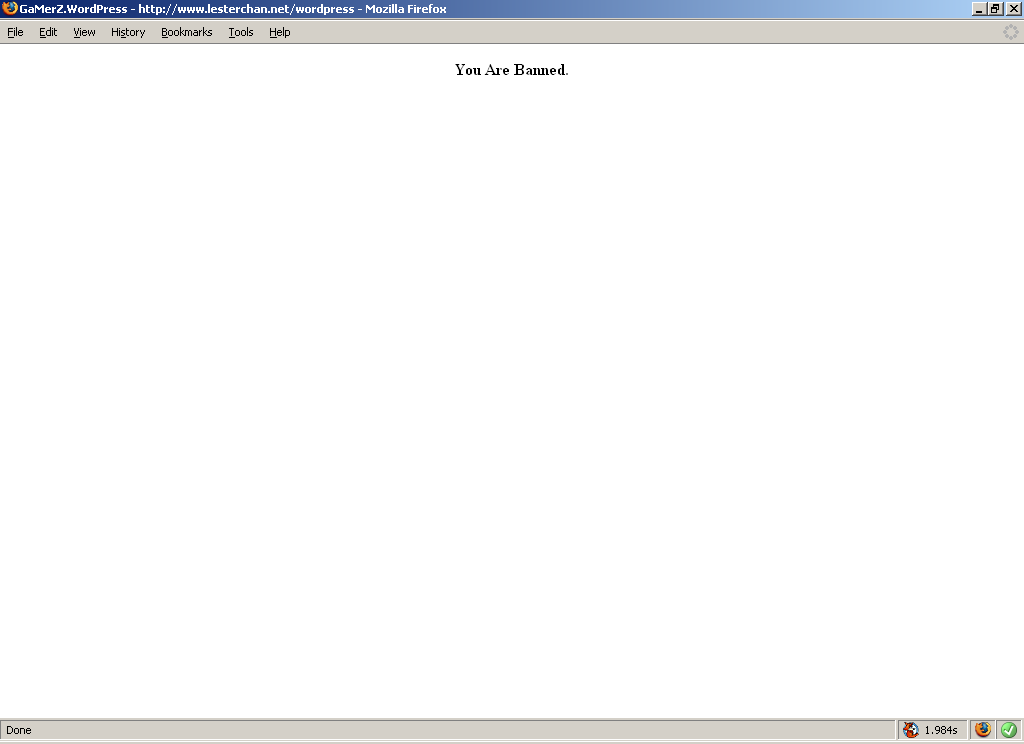 GaMerZ.WordPress - http://www.lesterchan.net/wordpress - Mozilla Firefox
File Edit View History Bookmarks Tools Help
You Are Banned.
Done 1.984s